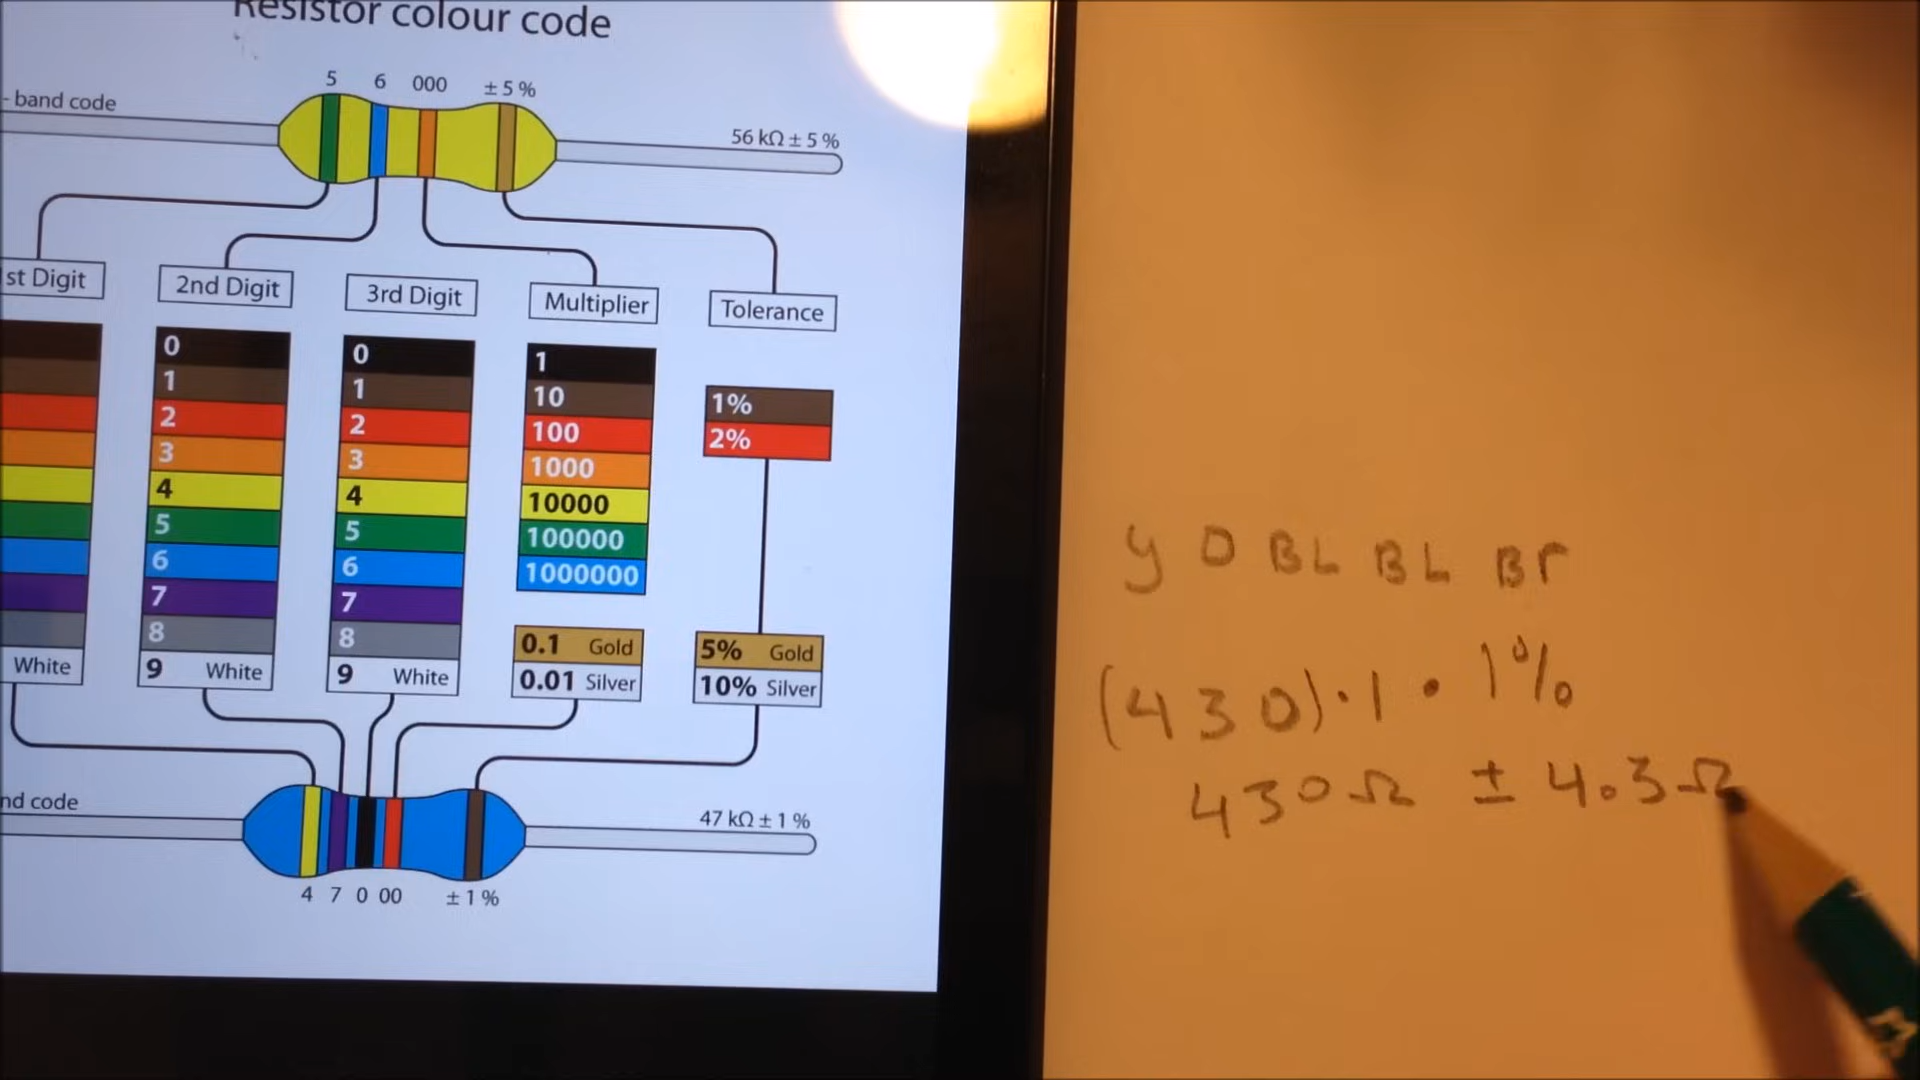 Resistor colour code
5 6 000 ± 5 %
- band code
56 kΩ ± 5 %
st Digit 2nd Digit 3rd Digit Multiplier Tolerance
0 0 1
1 1 10 1%
2 2 100 2%
3 3 1000
4 4 10000
5 5 100000
6 6 1000000
7 7
8 8 0.1 Gold 5% Gold
White 9 White 9 White 0.01 Silver 10% Silver
nd code
47 kΩ ± 1 %
4 7 0 00 ± 1 %
y O BL BL Br
(430)·1 · 1%
430Ω ± 4.3Ω